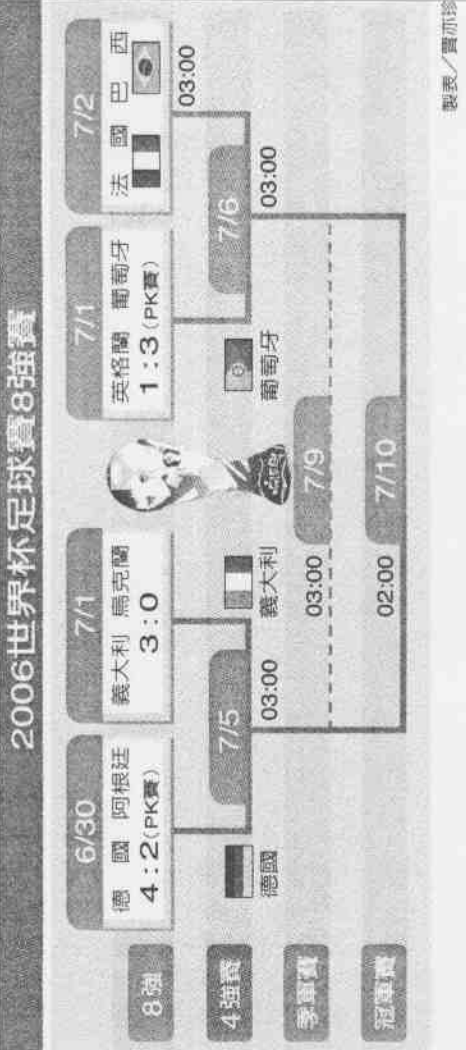 2006世界杯足球賽8強賽
8強
6/30
德國 阿根廷
4:2(PK賽)
7/1
義大利 烏克蘭
3:0
7/1
英格蘭 葡萄牙
1:3(PK賽)
7/2
法國 巴西
03:00
4強賽
德國
7/5
03:00
義大利
葡萄牙
7/6
03:00
季軍賽
03:00
7/9
冠軍賽
02:00
7/10
製表／賈亦珍